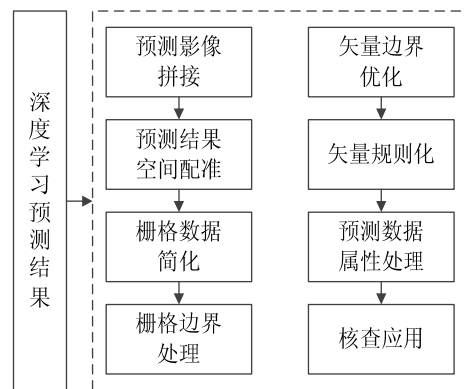 深度学习预测结果
预测影像
拼接
预测结果
空间配准
栅格数据
简化
栅格边界
处理
矢量边界
优化
矢量规则化
预测数据
属性处理
核查应用